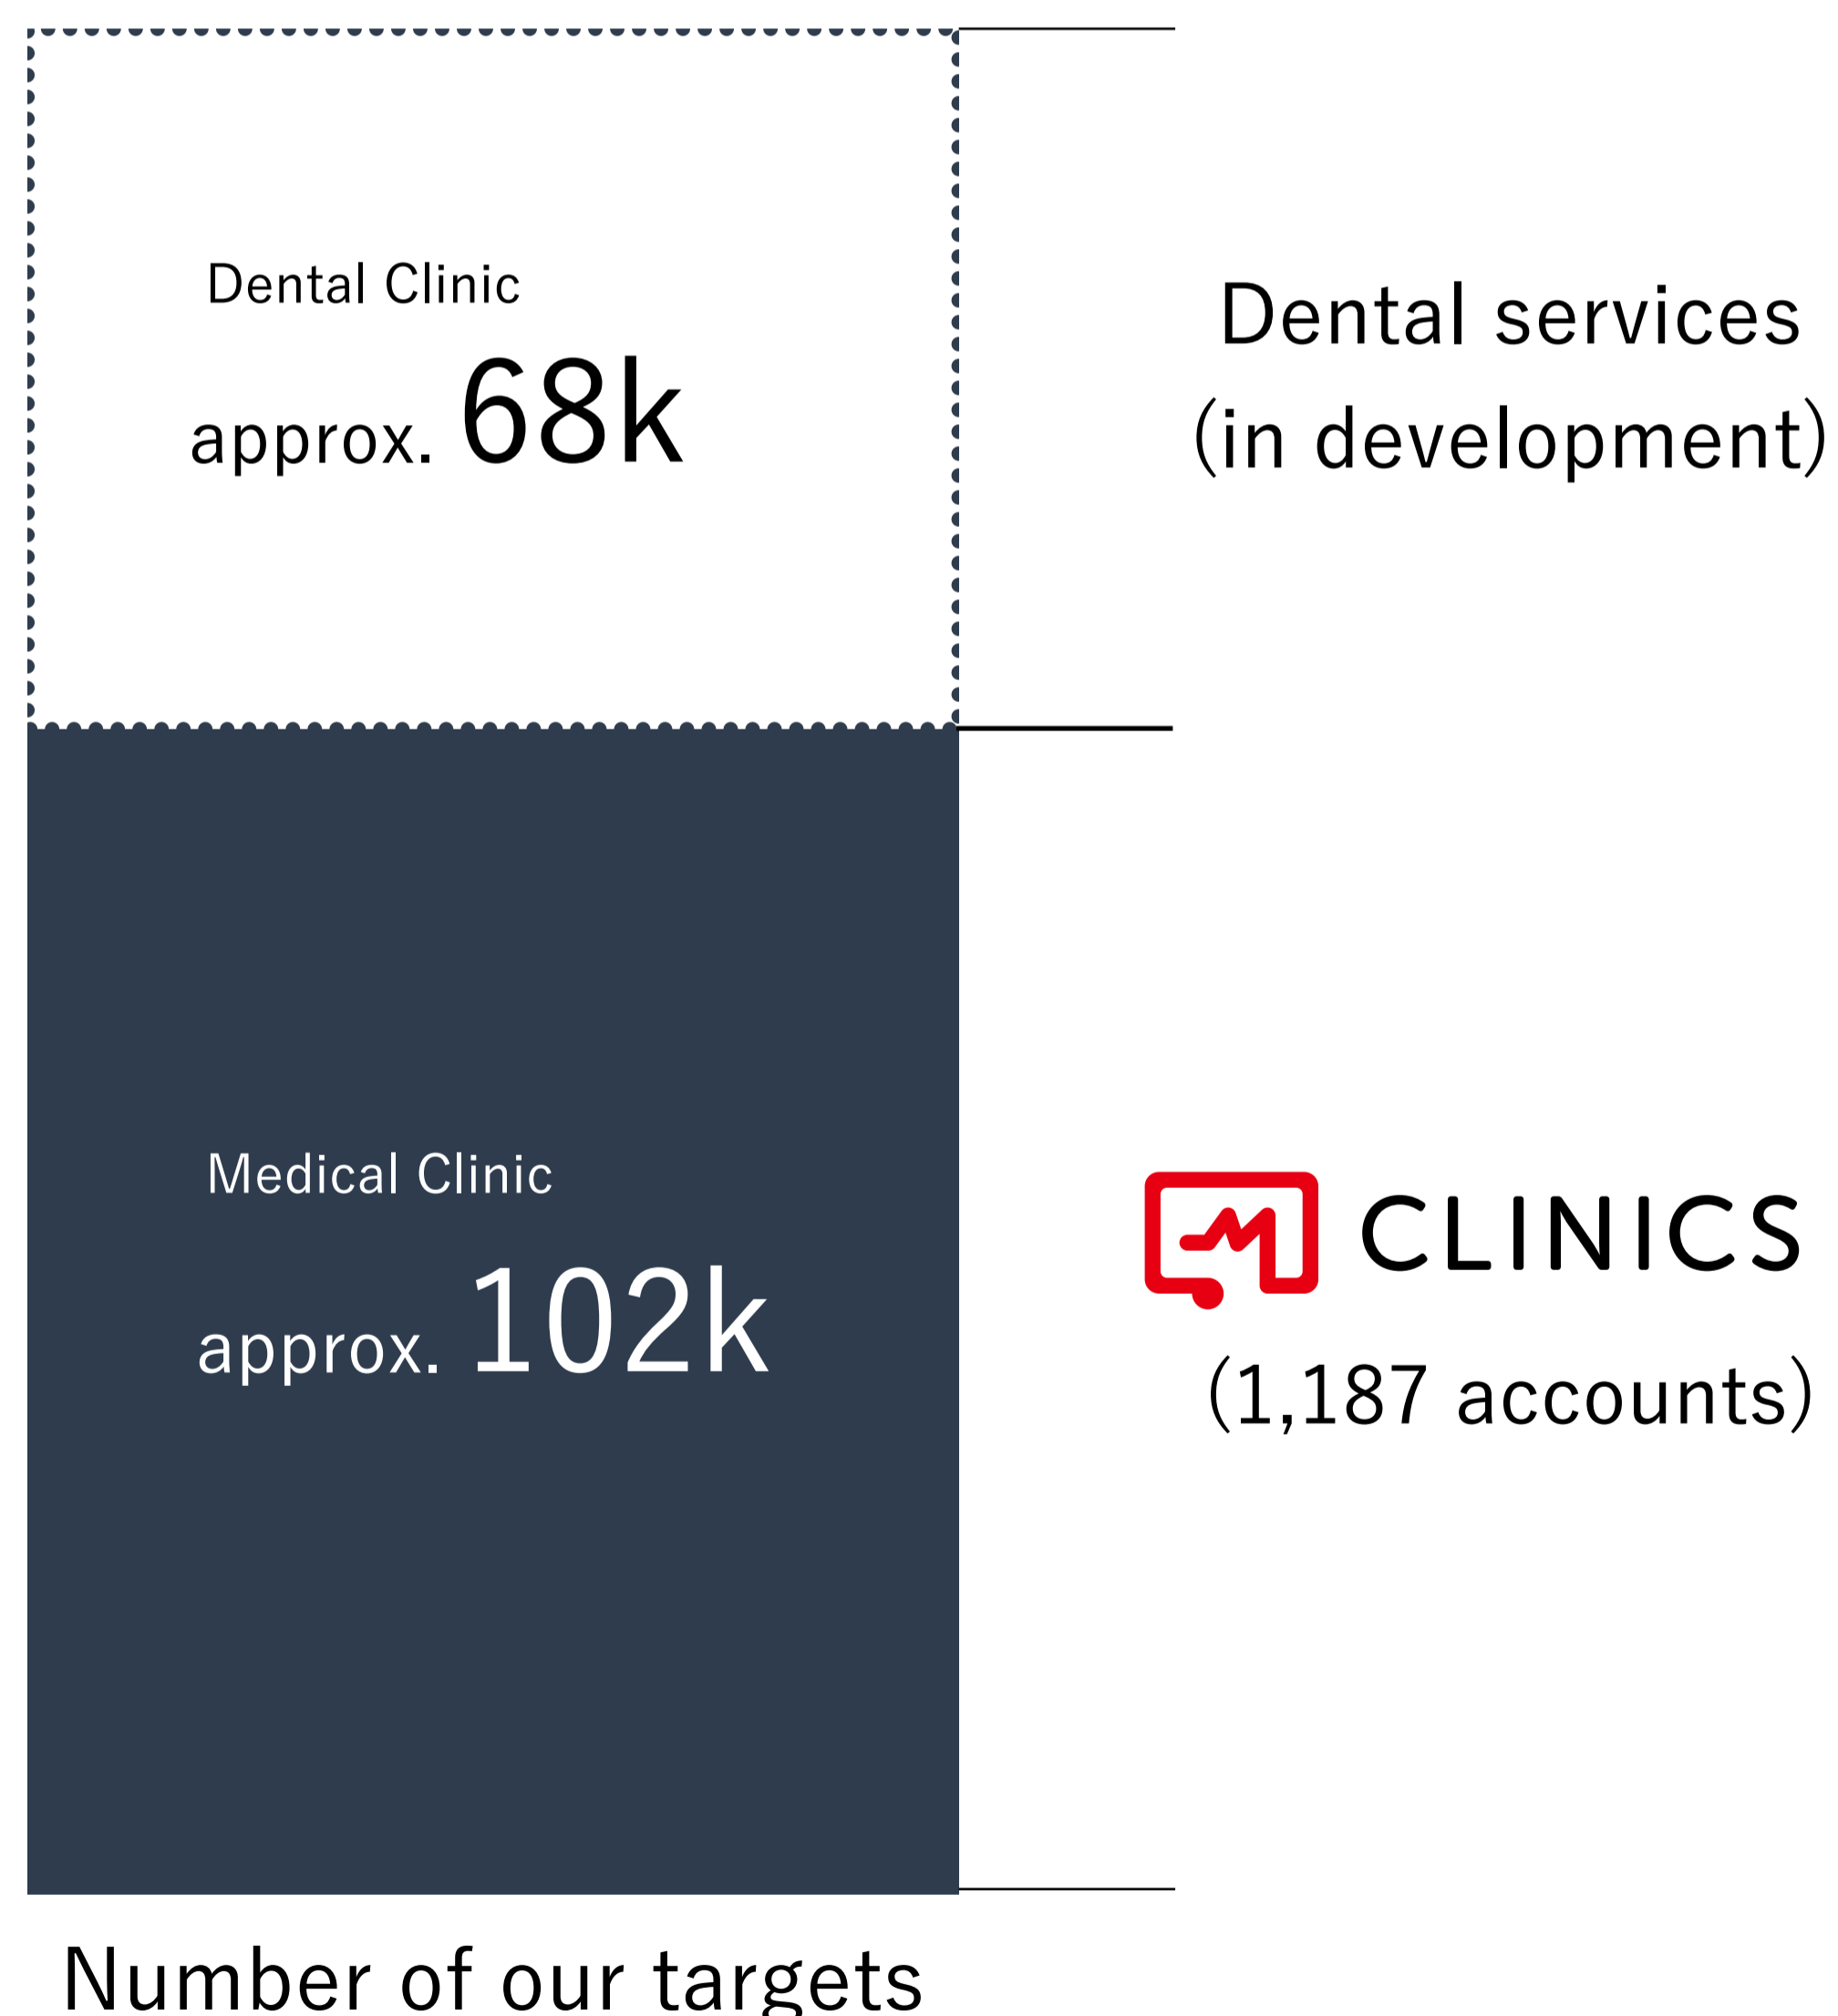 Dental Clinic
approx. 68k
Dental services
(in development)
Medical Clinic
approx. 102k
CLINICS
(1,187 accounts)
Number of our targets